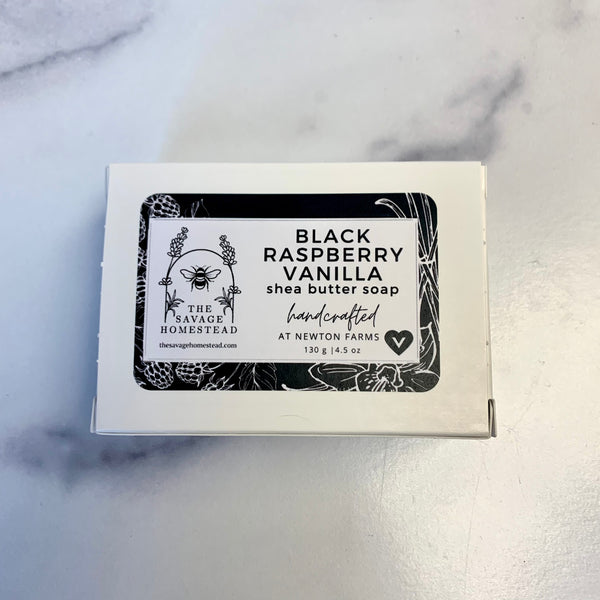 BLACK
RASPBERRY
VANILLA
shea butter soap
handcrafted
AT NEWTON FARMS
130 g | 4.5 oz
V
THE
SAVAGE
HOMESTEAD
thesavagehomestead.com